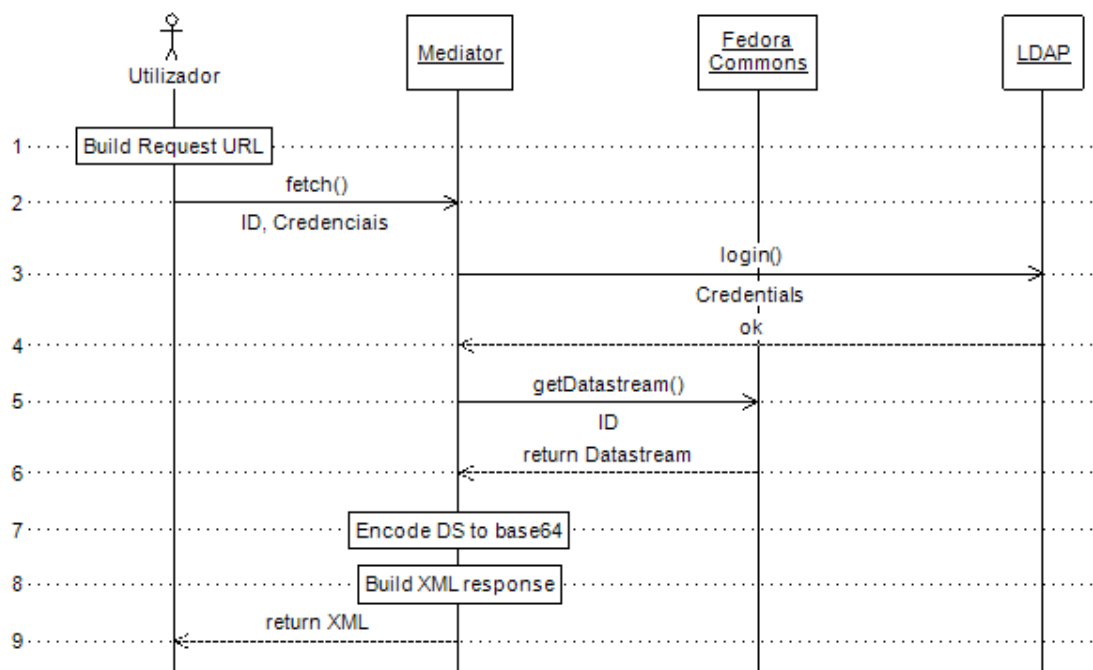 Utilizador
Mediator
Fedora
Commons
LDAP
1
Build Request URL
fetch()
2
ID, Credenciais
login()
3
Credentials
ok
4
getDatastream()
5
ID
return Datastream
6
7
Encode DS to base64
8
Build XML response
return XML
9